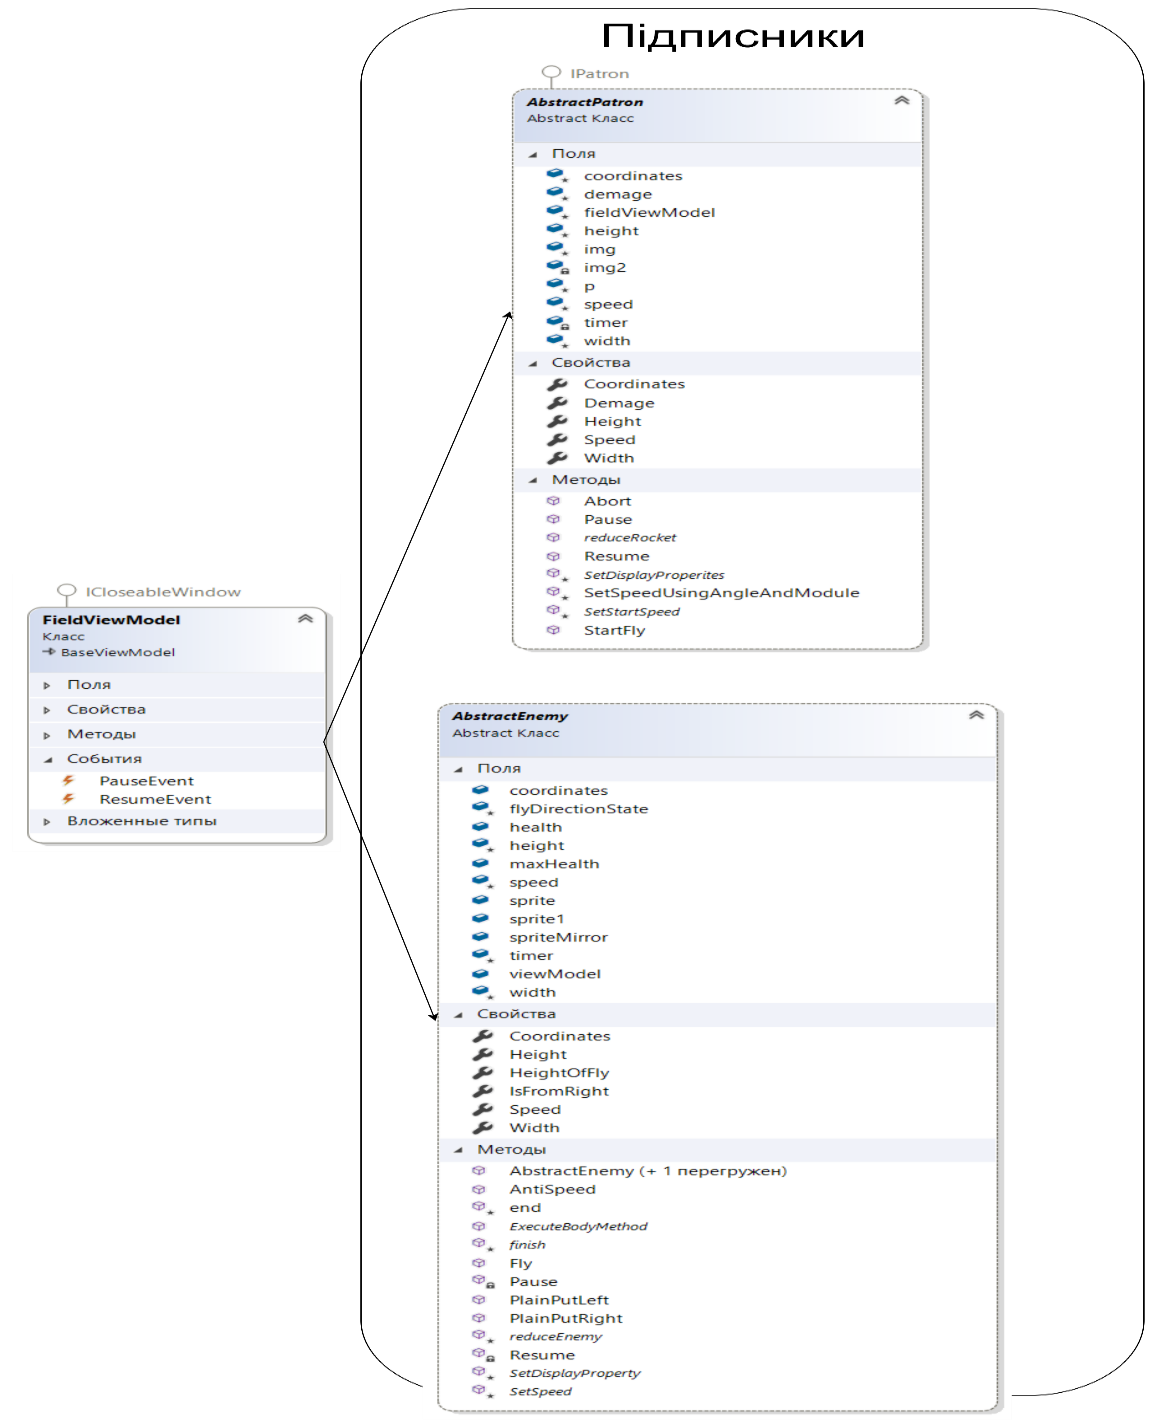 Підписники
IPatron
AbstractPatron
Abstract Класс
Поля
coordinates
demage
fieldViewModel
height
img
img2
p
speed
timer
width
Свойства
Coordinates
Demage
Height
Speed
Width
Методы
Abort
Pause
reduceRocket
Resume
SetDisplayProperites
SetSpeedUsingAngleAndModule
SetStartSpeed
StartFly
ICloseableWindow
FieldViewModel
Класс
BaseViewModel
Поля
Свойства
Методы
События
PauseEvent
ResumeEvent
Вложенные типы
AbstractEnemy
Abstract Класс
Поля
coordinates
flyDirectionState
health
height
maxHealth
speed
sprite
sprite1
spriteMirror
timer
viewModel
width
Свойства
Coordinates
Height
HeightOfFly
IsFromRight
Speed
Width
Методы
AbstractEnemy (+ 1 перегружен)
AntiSpeed
end
ExecuteBodyMethod
finish
Fly
Pause
PlainPutLeft
PlainPutRight
reduceEnemy
Resume
SetDisplayProperty
SetSpeed